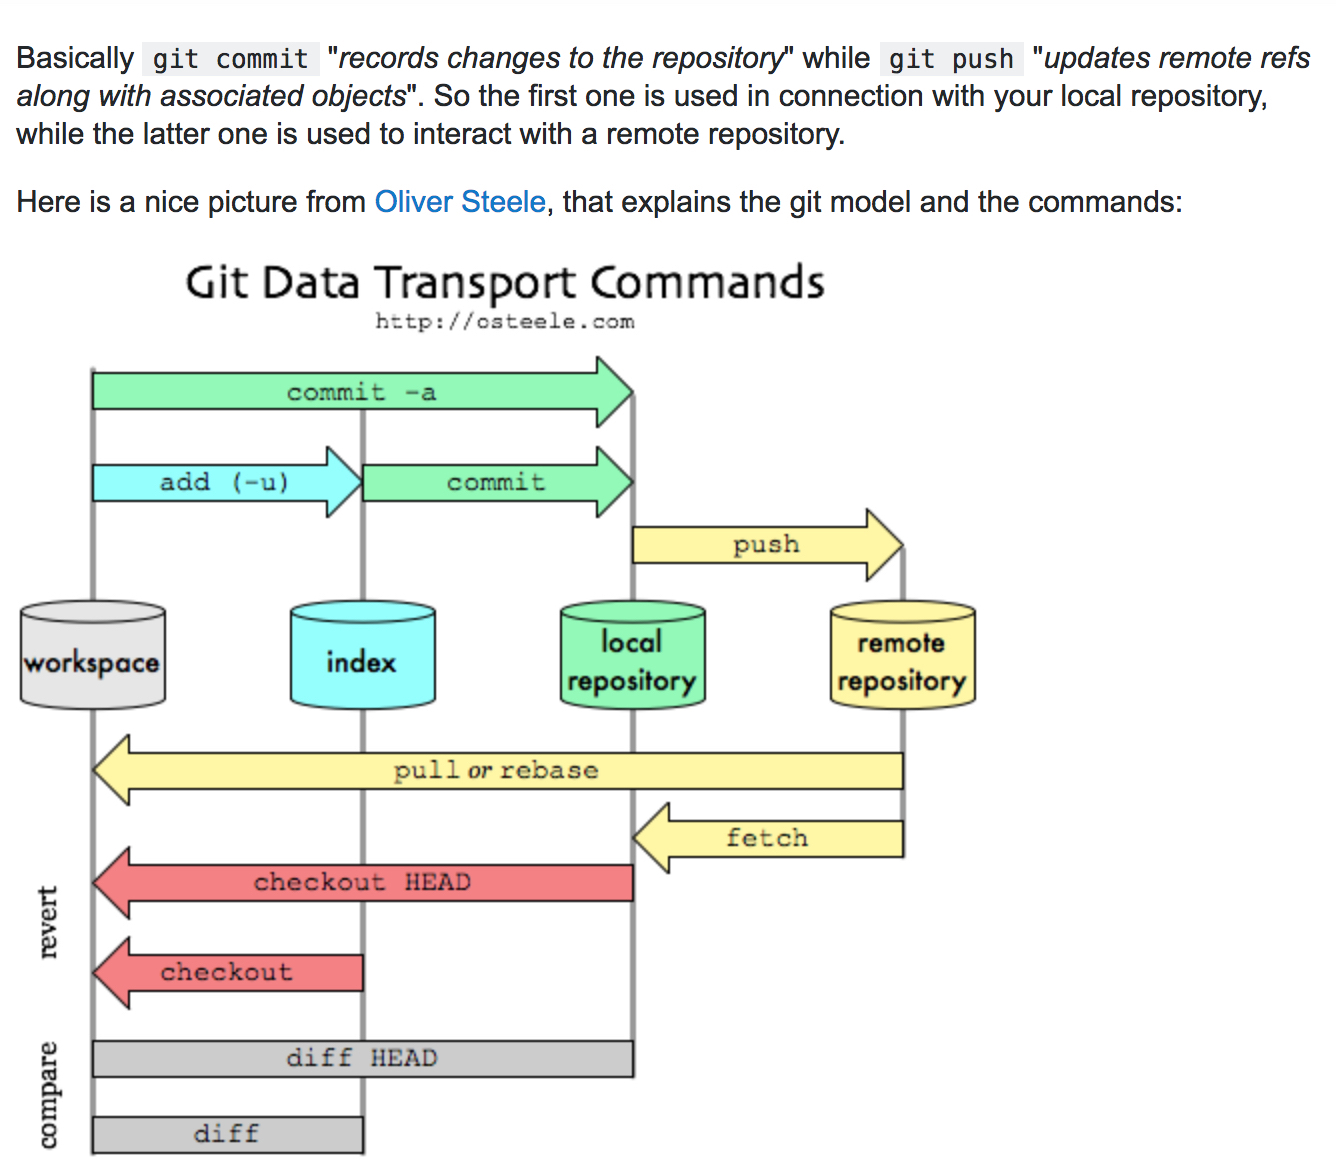 Basically git commit "records changes to the repository" while git push "updates remote refs
along with associated objects". So the first one is used in connection with your local repository,
while the latter one is used to interact with a remote repository.
Here is a nice picture from Oliver Steele, that explains the git model and the commands:
Git Data Transport Commands
http://osteele.com
commit -a
add (-u)
commit
push
workspace
index
local
repository
remote
repository
pull or rebase
fetch
revert
checkout HEAD
checkout
compare
diff HEAD
diff